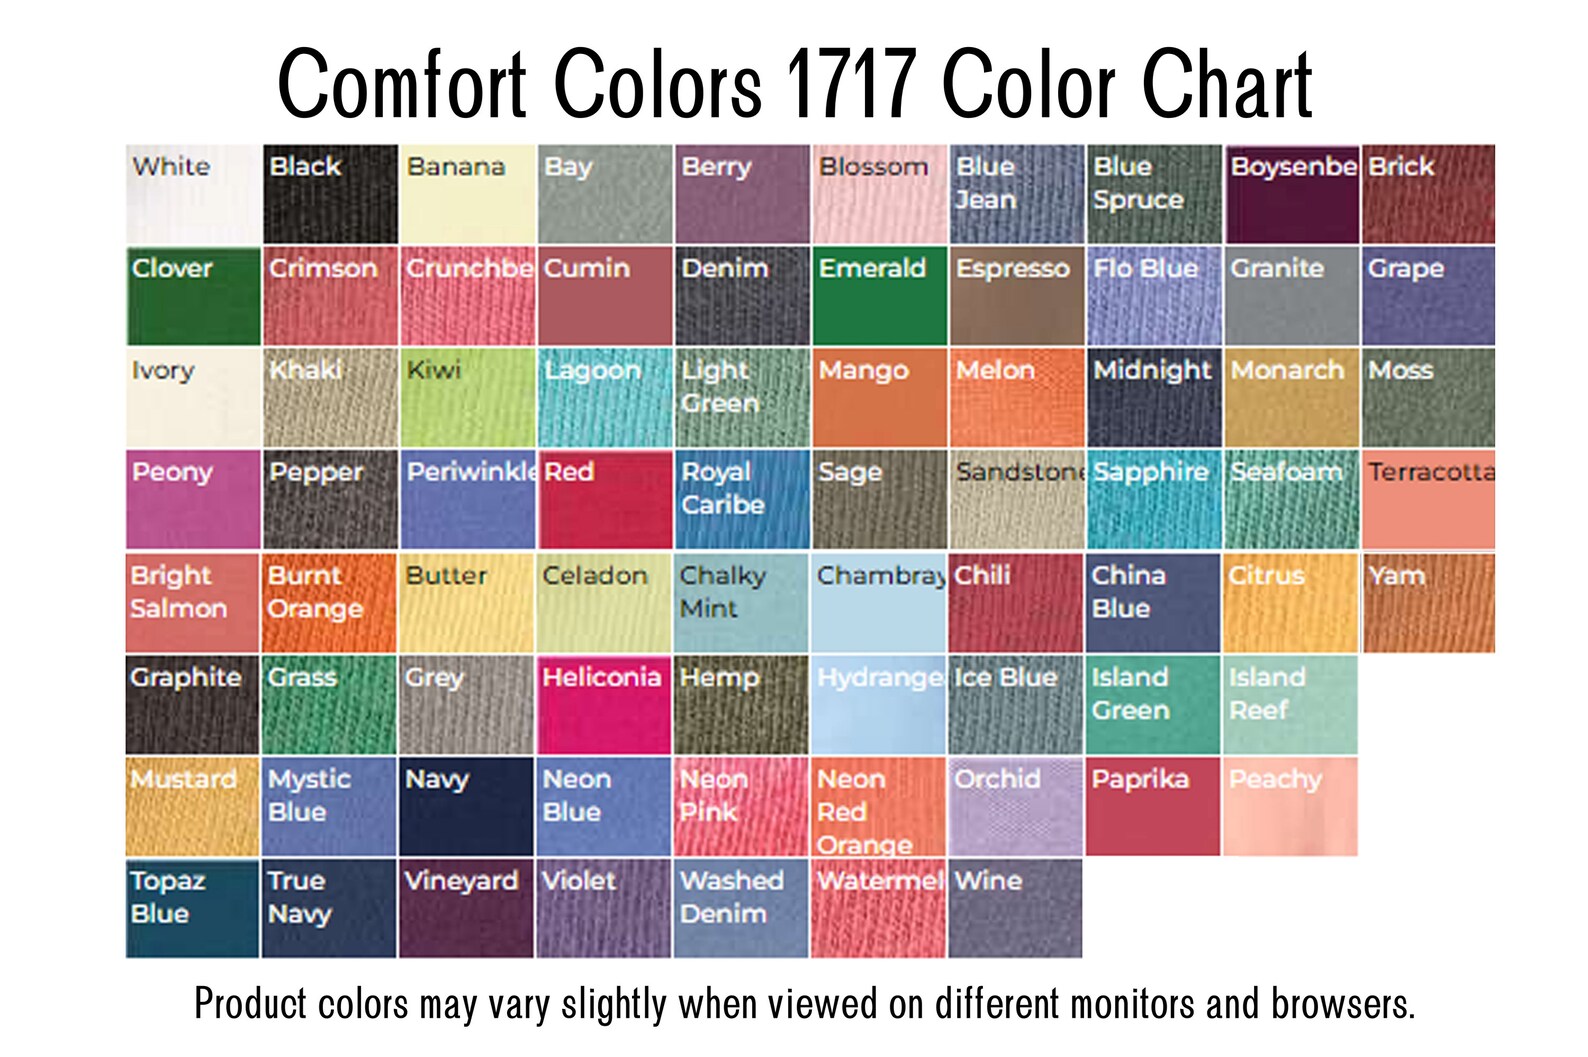 Comfort Colors 1717 Color Chart
White Black Banana Bay Berry Blossom Blue Jean Blue Spruce Boysenbe Brick
Clover Crimson Crunchbe Cumin Denim Emerald Espresso Flo Blue Granite Grape
Ivory Khaki Kiwi Lagoon Light Green Mango Melon Midnight Monarch Moss
Peony Pepper Periwinkle Red Royal Caribe Sage Sandstone Sapphire Seafoam Terracotta
Bright Salmon Burnt Orange Butter Celadon Chalky Mint Chambray Chili China Blue Citrus Yam
Graphite Grass Grey Heliconia Hemp Hydrange Ice Blue Island Green Island Reef
Mustard Mystic Blue Navy Neon Blue Neon Pink Neon Red Orange Orchid Paprika Peachy
Topaz Blue True Navy Vineyard Violet Washed Denim Watermel Wine
Product colors may vary slightly when viewed on different monitors and browsers.